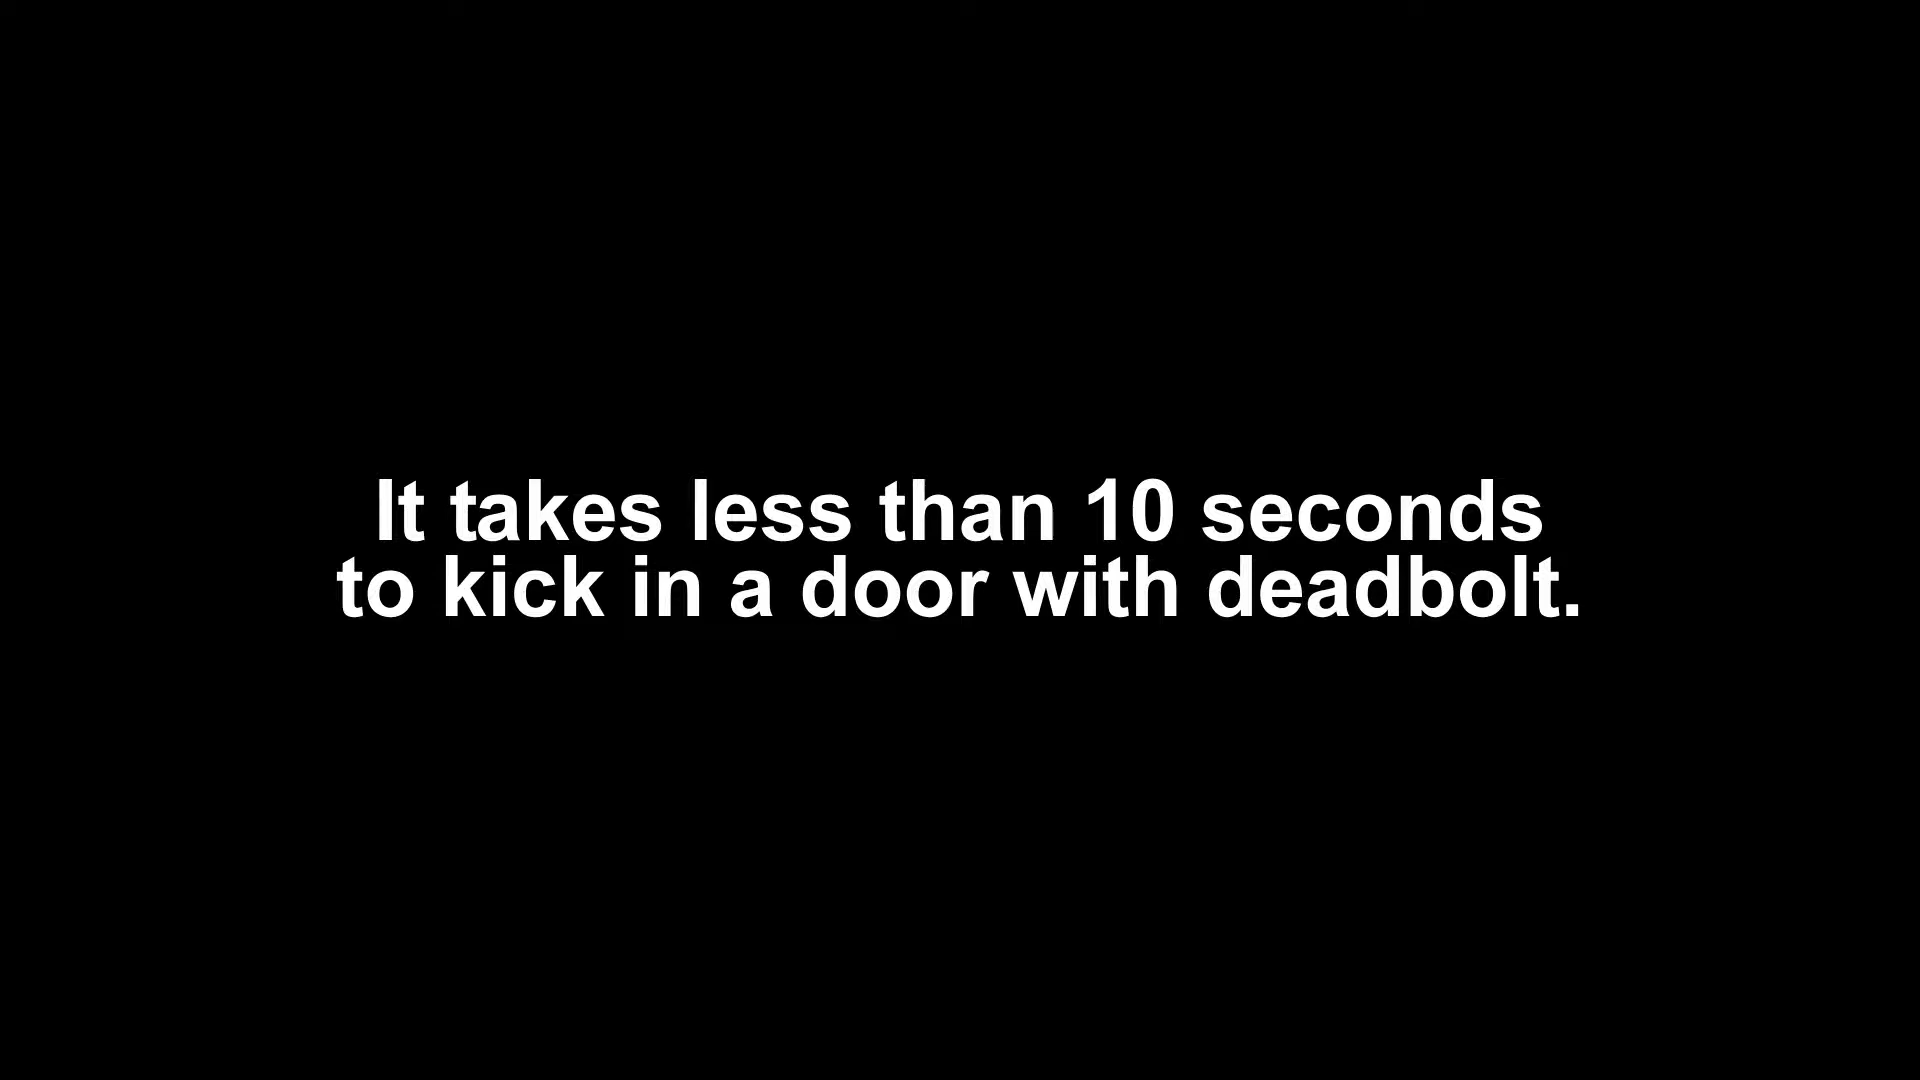 It takes less than 10 seconds
to kick in a door with deadbolt.